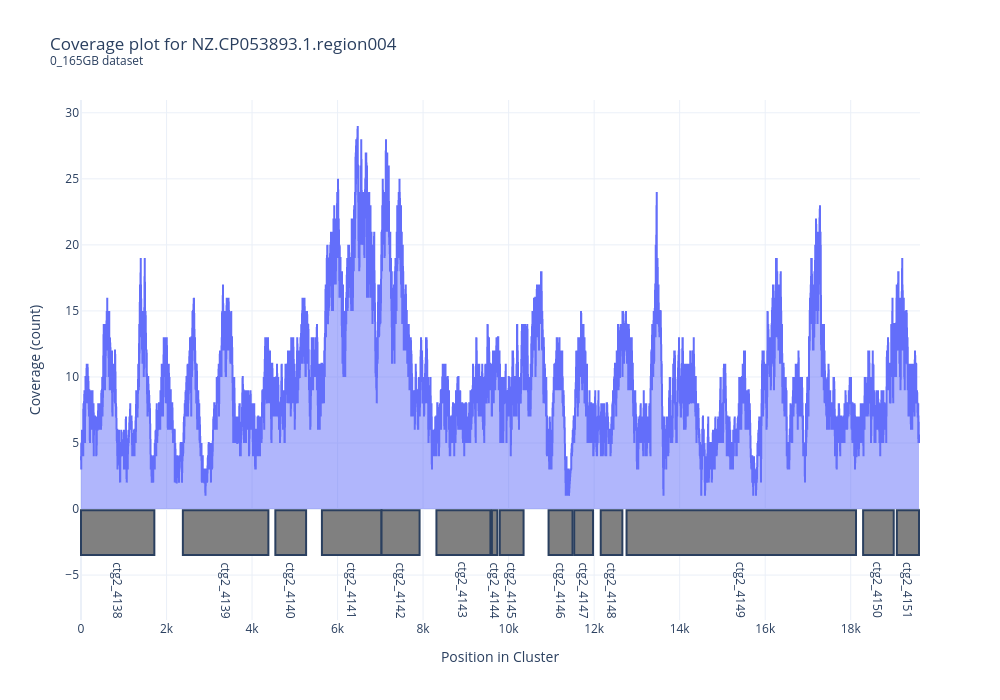 Coverage plot for NZ.CP053893.1.region004
0_165GB dataset
30
25
20
15
10
5
0
−5
Coverage (count)
ctg2_4138
ctg2_4139
ctg2_4140
ctg2_4141
ctg2_4142
ctg2_4143
ctg2_4144
ctg2_4145
ctg2_4146
ctg2_4147
ctg2_4148
ctg2_4149
ctg2_4150
ctg2_4151
0
2k
4k
6k
8k
10k
12k
14k
16k
18k
Position in Cluster